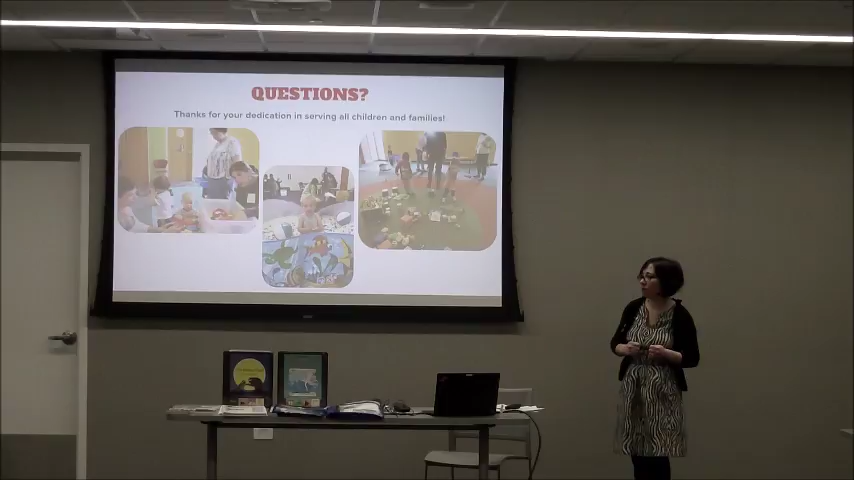 QUESTIONS?
Thanks for your dedication in serving all children and families!